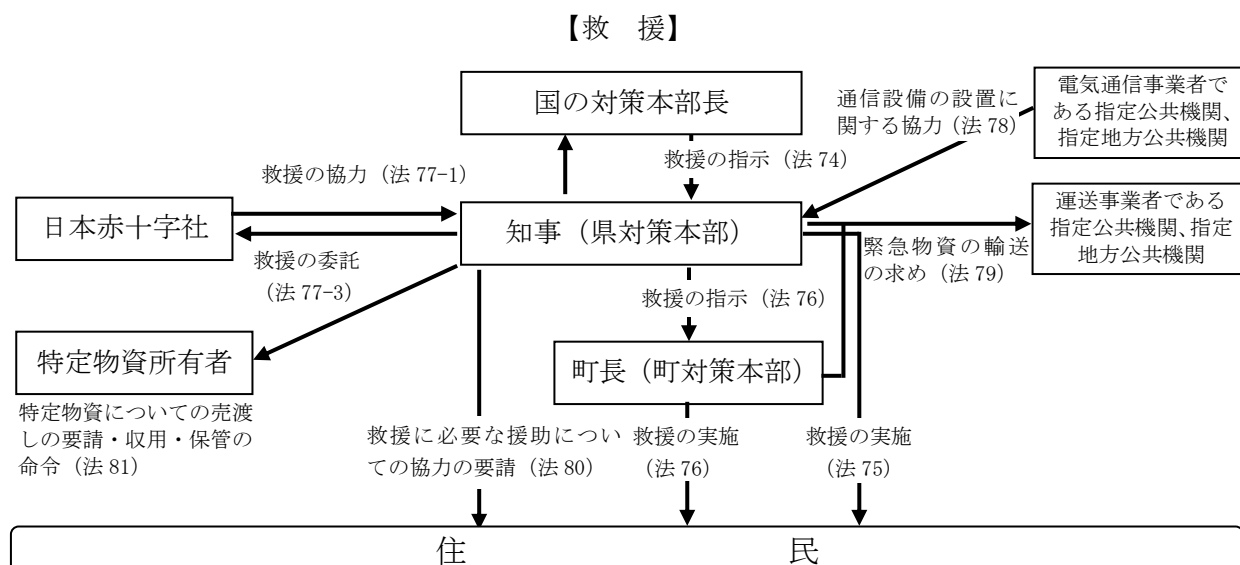 【救　援】
国の対策本部長
通信設備の設置に
関する協力（法 78）
電気通信事業者で
ある指定公共機関、
指定地方公共機関
救援の協力（法 77-1）
救援の指示（法 74）
日本赤十字社
知事（県対策本部）
運送事業者である
指定公共機関、指定
地方公共機関
救援の委託
（法 77-3）
緊急物資の輸送
の求め（法 79）
救援の指示（法 76）
特定物資所有者
町長（町対策本部）
特定物資についての売渡
しの要請・収用・保管の
命令（法 81）
救援に必要な援助につい
ての協力の要請（法 80）
救援の実施
（法 76）
救援の実施
（法 75）
住　民